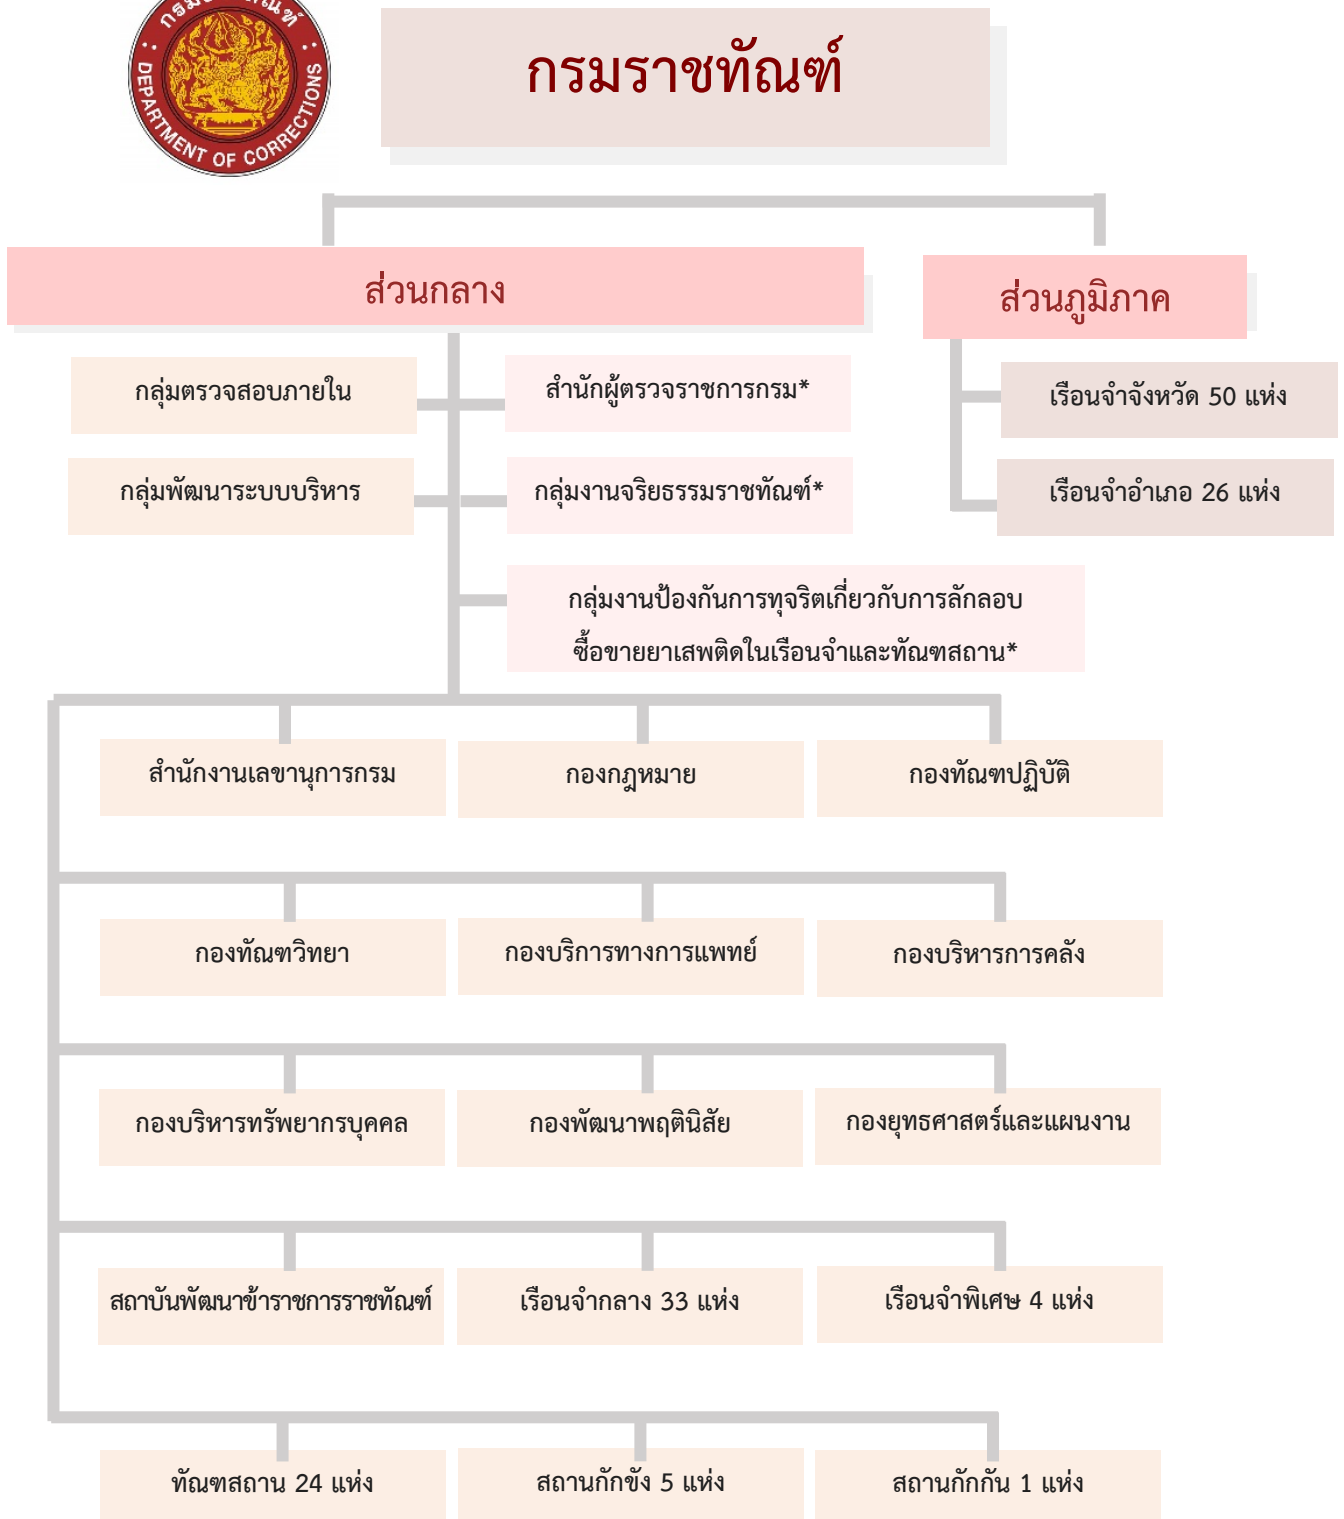 DEPARTMENT OF CORRECTIONS
กรมราชทัณฑ์
ส่วนกลาง
ส่วนภูมิภาค
กลุ่มตรวจสอบภายใน
สำนักผู้ตรวจราชการกรม*
เรือนจำจังหวัด 50 แห่ง
กลุ่มพัฒนาระบบบริหาร
กลุ่มงานจริยธรรมราชทัณฑ์*
เรือนจำอำเภอ 26 แห่ง
กลุ่มงานป้องกันการทุจริตเกี่ยวกับการลักลอบ
ซื้อขายยาเสพติดในเรือนจำและทัณฑสถาน*
สำนักงานเลขานุการกรม
กองกฎหมาย
กองทัณฑปฏิบัติ
กองทัณฑวิทยา
กองบริการทางการแพทย์
กองบริหารการคลัง
กองบริหารทรัพยากรบุคคล
กองพัฒนาพฤตินิสัย
กองยุทธศาสตร์และแผนงาน
สถาบันพัฒนาข้าราชการราชทัณฑ์
เรือนจำกลาง 33 แห่ง
เรือนจำพิเศษ 4 แห่ง
ทัณฑสถาน 24 แห่ง
สถานกักขัง 5 แห่ง
สถานกักกัน 1 แห่ง